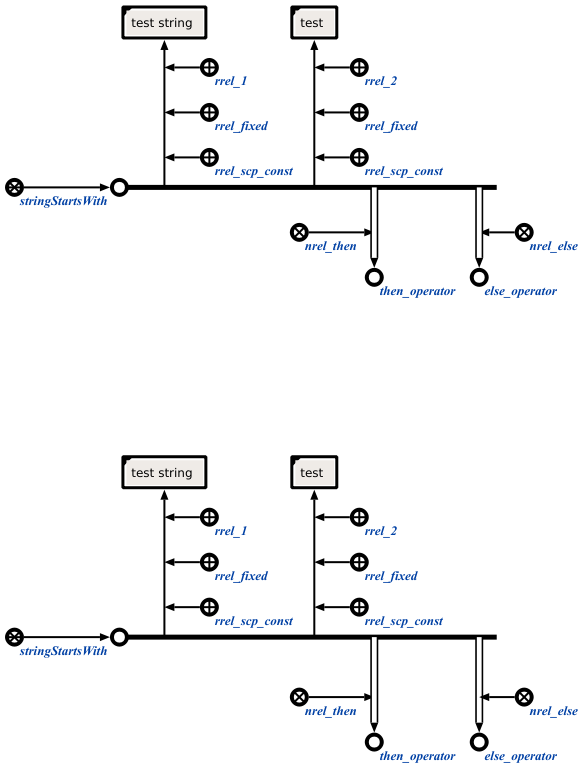 test string
test
rrel_1
rrel_2
rrel_fixed
rrel_fixed
rrel_scp_const
rrel_scp_const
stringStartsWith
nrel_then
nrel_else
then_operator
else_operator
test string
test
rrel_1
rrel_2
rrel_fixed
rrel_fixed
rrel_scp_const
rrel_scp_const
stringStartsWith
nrel_then
nrel_else
then_operator
else_operator